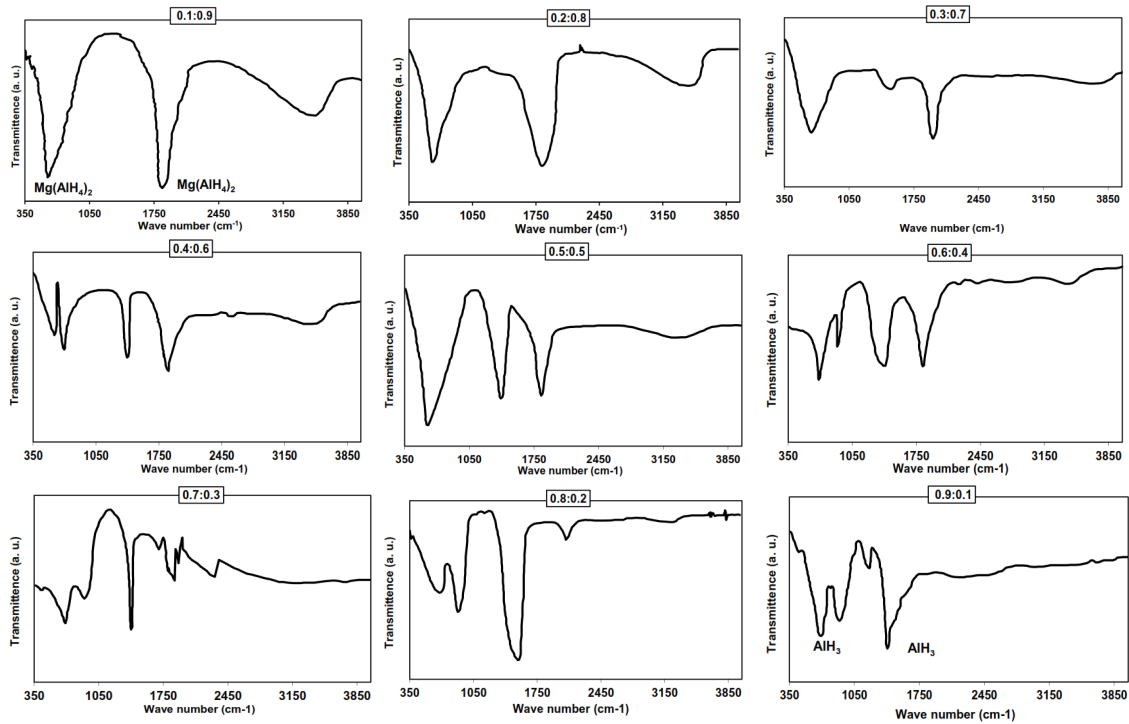 0.1:0.9
Transmittence (a. u.)
Mg(AlH4)2
Mg(AlH4)2
350 1050 1750 2450 3150 3850
Wave number (cm-1)
0.2:0.8
Transmittence (a. u.)
350 1050 1750 2450 3150 3850
Wave number (cm-1)
0.3:0.7
Transmittence (a. u.)
350 1050 1750 2450 3150 3850
Wave number (cm-1)
0.4:0.6
Transmittence (a. u.)
350 1050 1750 2450 3150 3850
Wave number (cm-1)
0.5:0.5
Transmittence (a. u.)
350 1050 1750 2450 3150 3850
Wave number (cm-1)
0.6:0.4
Transmittence (a. u.)
350 1050 1750 2450 3150 3850
Wave number (cm-1)
0.7:0.3
Transmittence (a. u.)
350 1050 1750 2450 3150 3850
Wave number (cm-1)
0.8:0.2
Transmittence (a. u.)
350 1050 1750 2450 3150 3850
Wave number (cm-1)
0.9:0.1
Transmittence (a. u.)
AlH3
AlH3
350 1050 1750 2450 3150 3850
Wave number (cm-1)